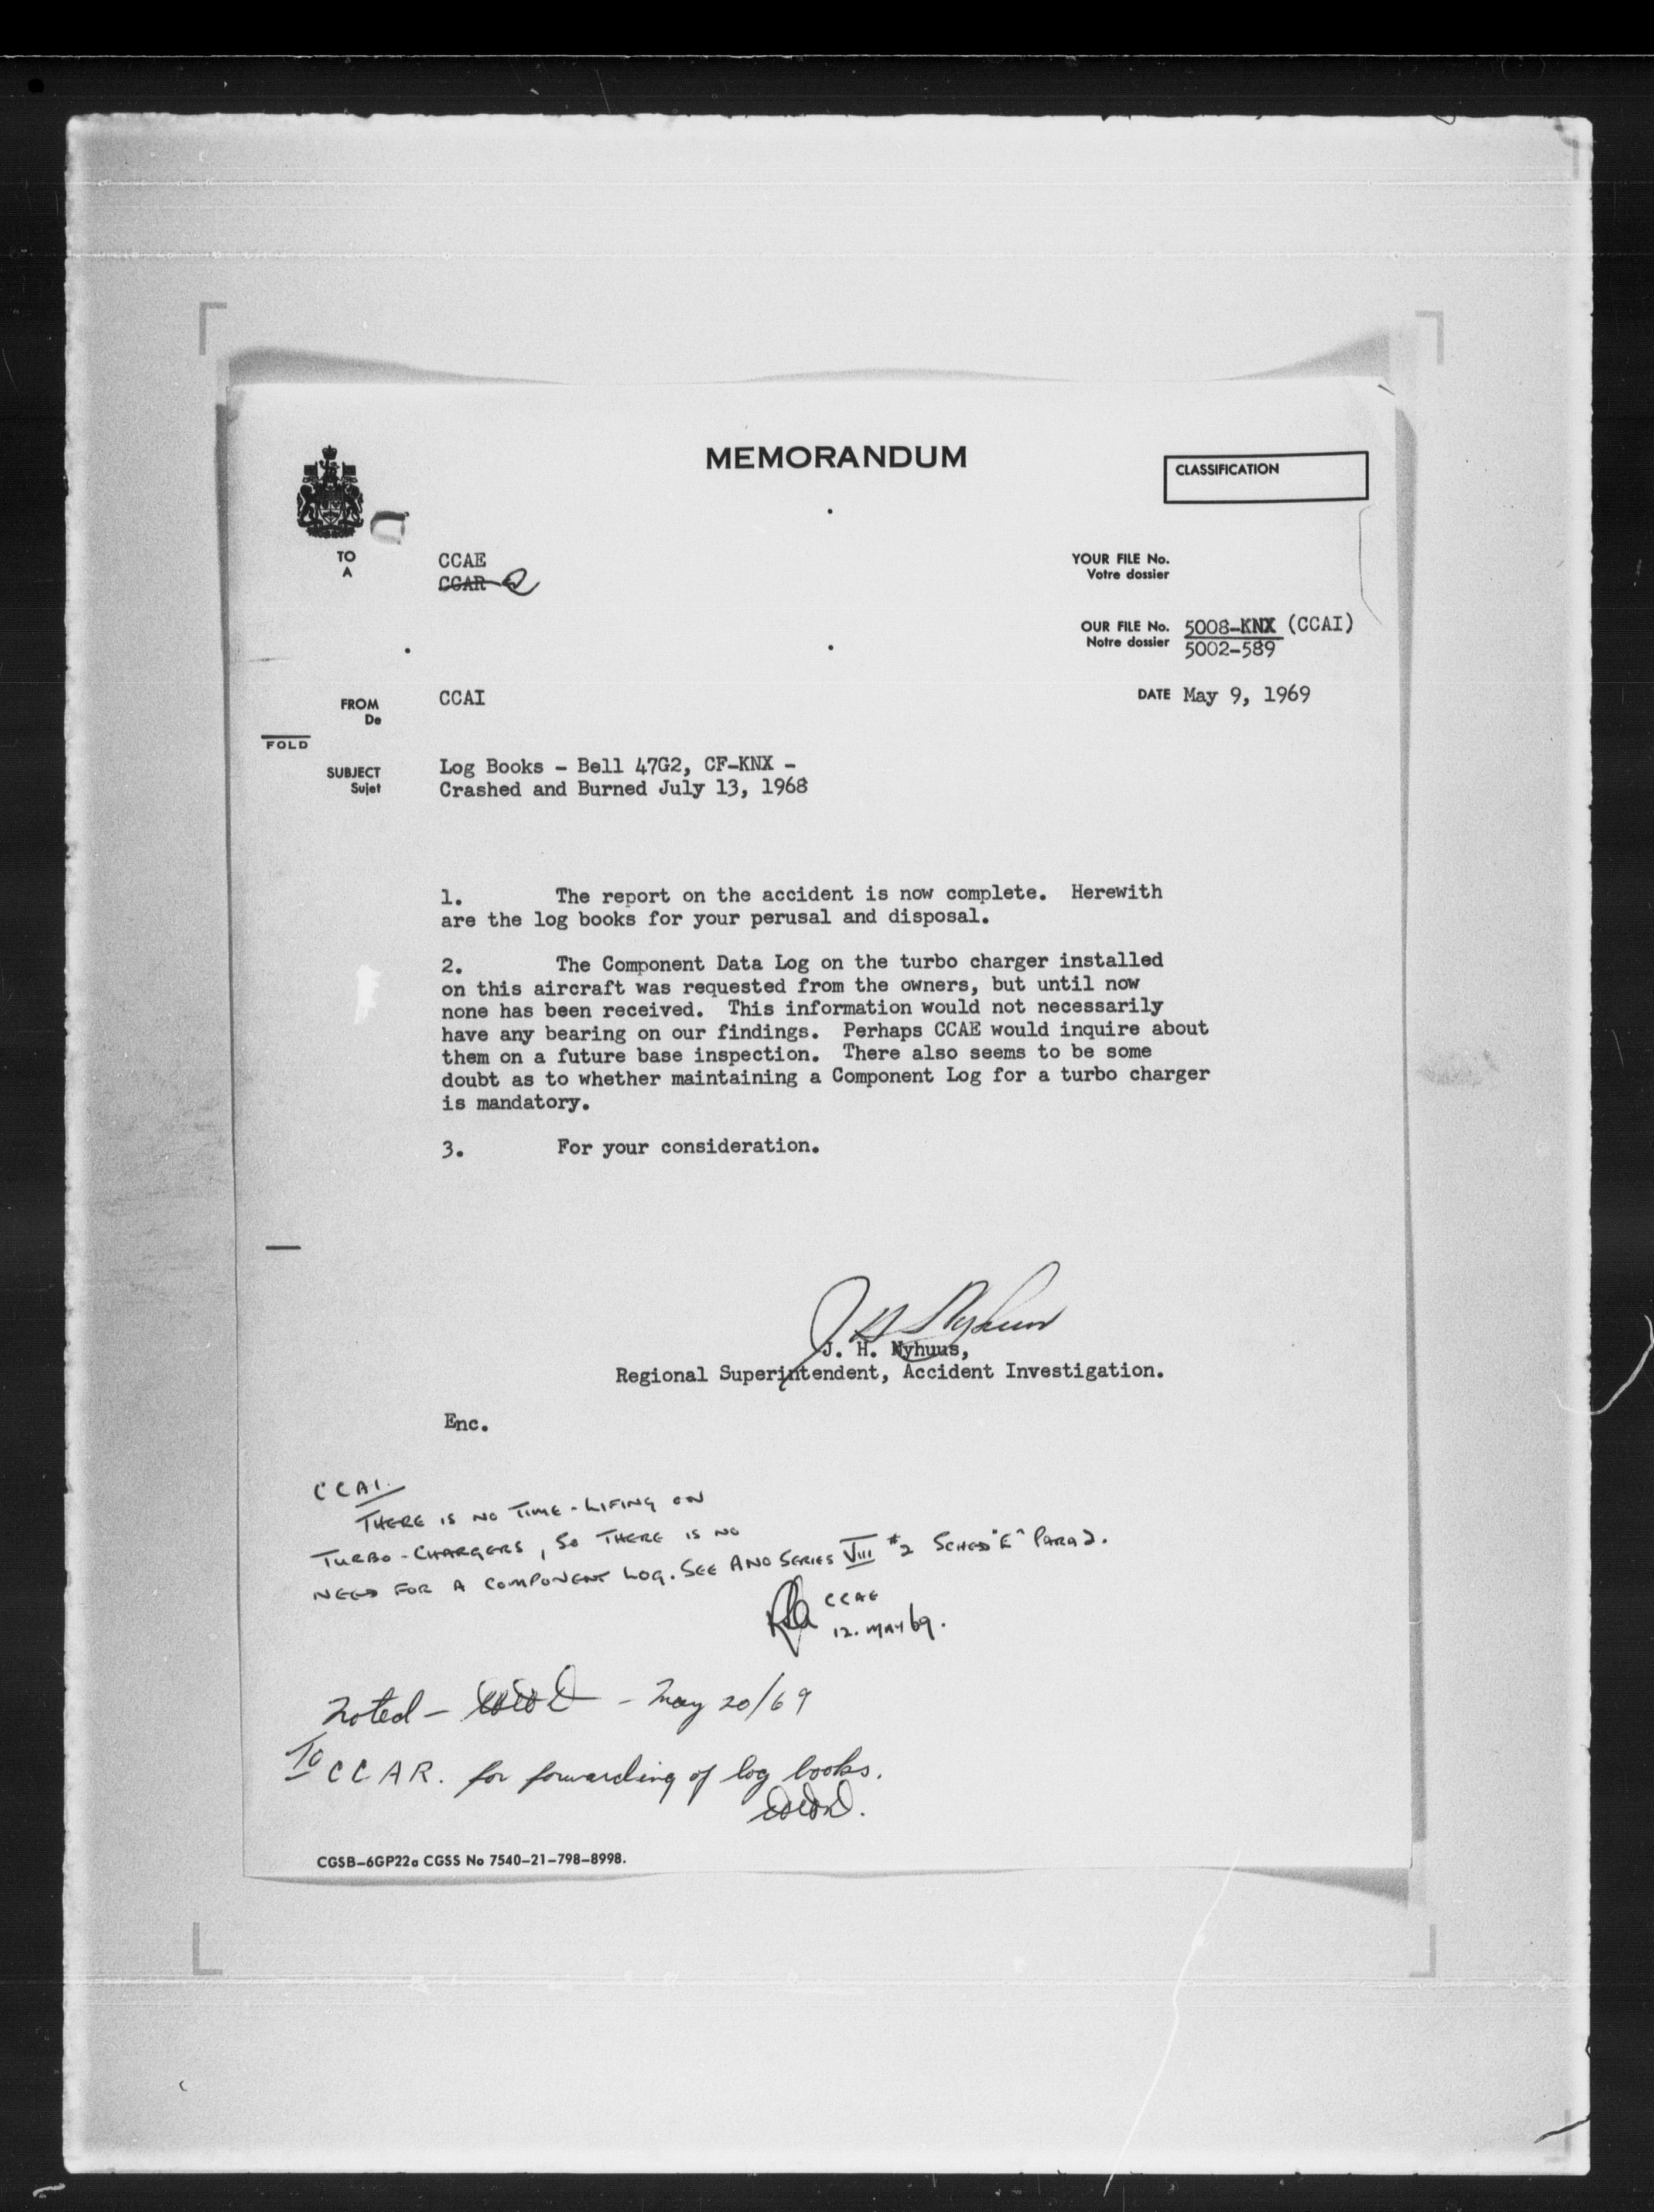 MEMORANDUM
CLASSIFICATION
TO
A
CCAE
CCAR
YOUR FILE No.
Votre dossier
OUR FILE No.
Notre dossier
5008-KNX (CCAI)
5002-589
FROM
De
CCAI
DATE May 9, 1969
FOLD
SUBJECT
Sujet
Log Books - Bell 47G2, CF-KNX -
Crashed and Burned July 13, 1968
1. The report on the accident is now complete. Herewith
are the log books for your perusal and disposal.
2. The Component Data Log on the turbo charger installed
on this aircraft was requested from the owners, but until now
none has been received. This information would not necessarily
have any bearing on our findings. Perhaps CCAE would inquire about
them on a future base inspection. There also seems to be some
doubt as to whether maintaining a Component Log for a turbo charger
is mandatory.
3. For your consideration.
J. H. Nyhuus
J. H. Nyhuus,
Regional Superintendent, Accident Investigation.
Enc.
CCAI.
THERE IS NO TIME-LIFING ON
TURBO-CHARGERS, SO THERE IS NO
NEED FOR A COMPONENT LOG. SEE ANO SERIES VIII #2 SCHED "E" PARA 2.
CCAE
12. MAY 69.
Noted - - May 20/69
To CCAR. for forwarding of log books.
CGSB-6GP22a CGSS No 7540-21-798-8998.